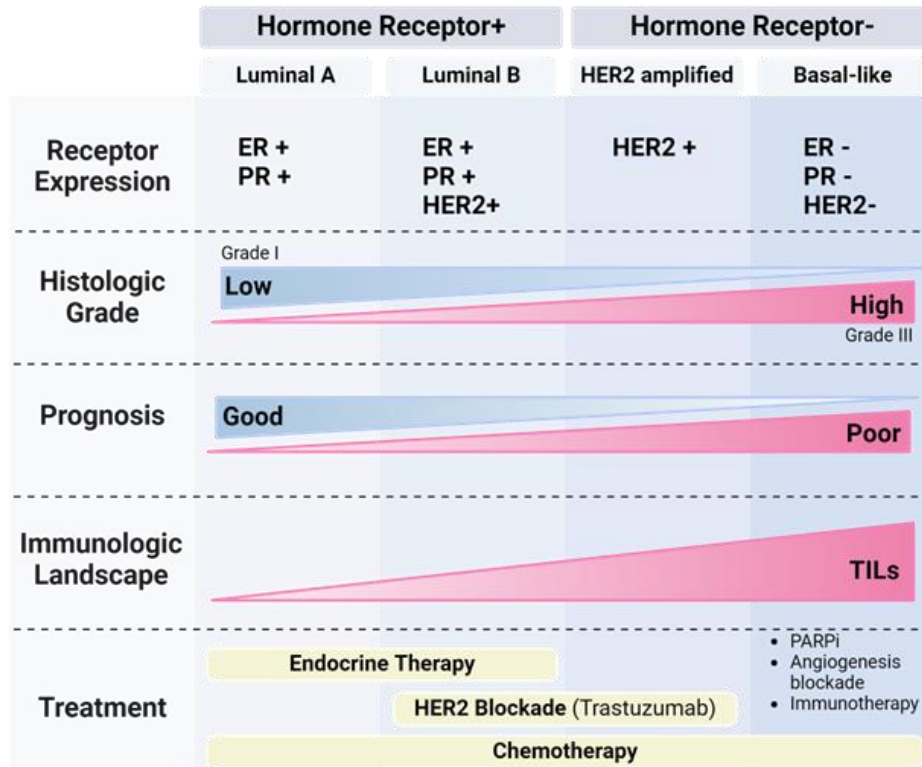 Hormone Receptor+
Hormone Receptor-
Luminal A
Luminal B
HER2 amplified
Basal-like
Receptor
Expression
ER +
PR +
ER +
PR +
HER2+
HER2 +
ER -
PR -
HER2-
Histologic
Grade
Grade I
Low
High
Grade III
Prognosis
Good
Poor
Immunologic
Landscape
TILs
Treatment
Endocrine Therapy
HER2 Blockade (Trastuzumab)
Chemotherapy
• PARPi
• Angiogenesis
blockade
• Immunotherapy